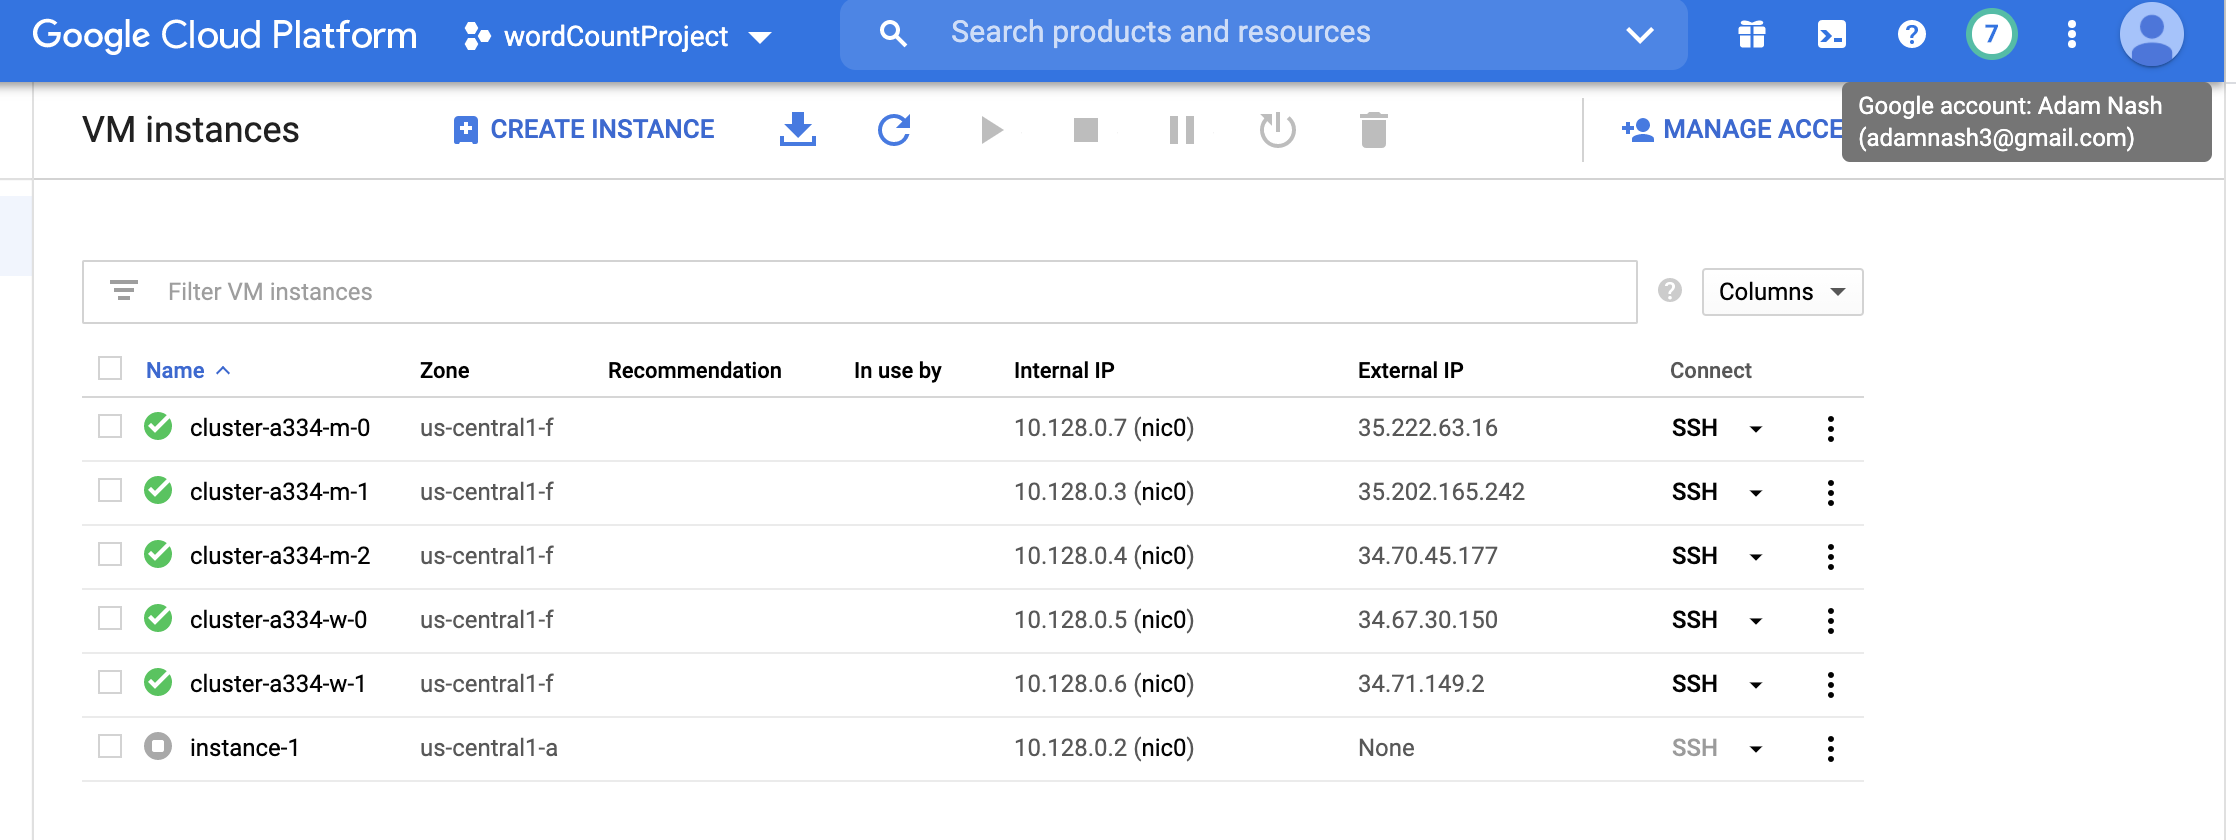 Google Cloud Platform wordCountProject Search products and resources 7
Google account: Adam Nash
(adamnash3@gmail.com)
VM instances CREATE INSTANCE MANAGE ACCE
Filter VM instances Columns
Name Zone Recommendation In use by Internal IP External IP Connect
cluster-a334-m-0 us-central1-f 10.128.0.7 (nic0) 35.222.63.16 SSH
cluster-a334-m-1 us-central1-f 10.128.0.3 (nic0) 35.202.165.242 SSH
cluster-a334-m-2 us-central1-f 10.128.0.4 (nic0) 34.70.45.177 SSH
cluster-a334-w-0 us-central1-f 10.128.0.5 (nic0) 34.67.30.150 SSH
cluster-a334-w-1 us-central1-f 10.128.0.6 (nic0) 34.71.149.2 SSH
instance-1 us-central1-a 10.128.0.2 (nic0) None SSH